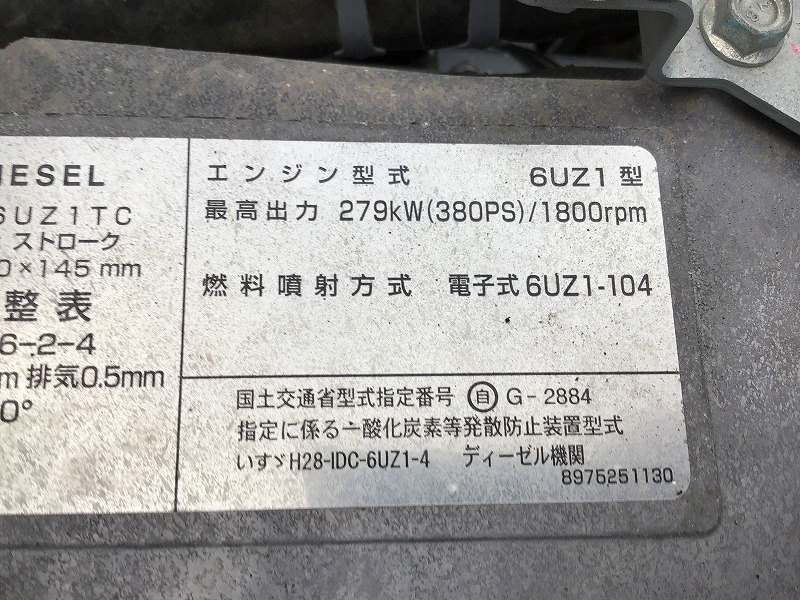 IESEL
6UZ1TC
ストローク
0×145 mm
整表
6-2-4
m 排気0.5mm
0°
エンジン型式 6UZ1型
最高出力 279kW(380PS)/1800rpm
燃料噴射方式 電子式6UZ1-104
国土交通省型式指定番号 自 G-2884
指定に係る一酸化炭素等発散防止装置型式
いすゞH28-IDC-6UZ1-4 ディーゼル機関
8975251130